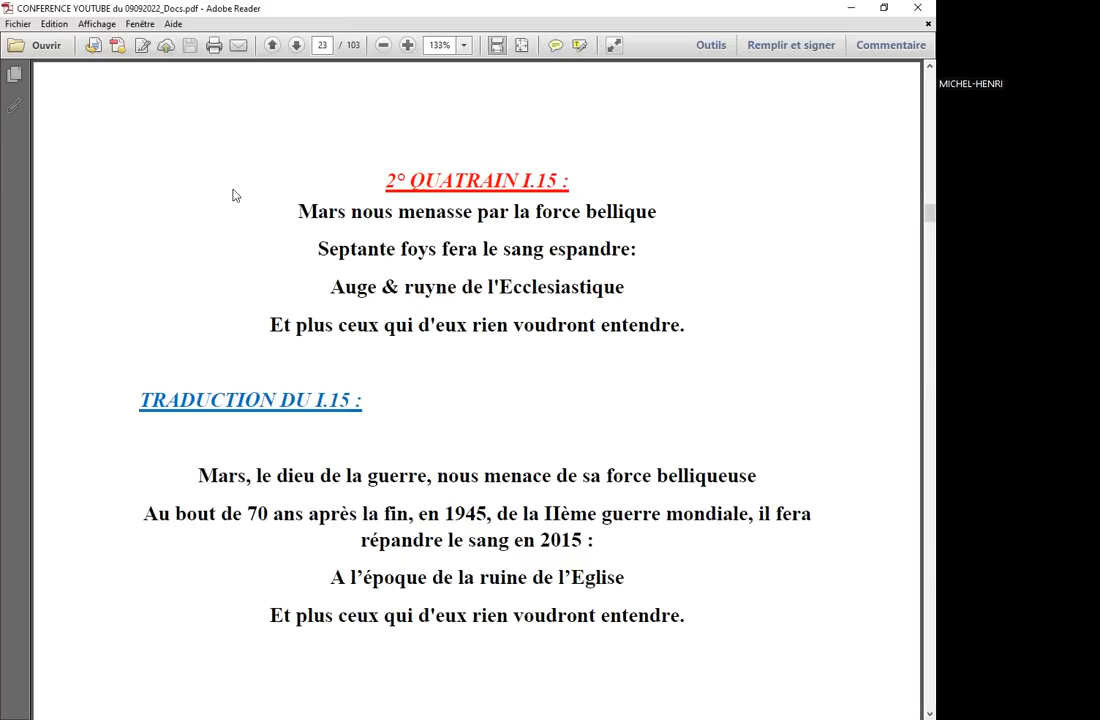 CONFERENCE YOUTUBE du 09092022_Docs.pdf - Adobe Reader
Fichier Edition Affichage Fenêtre Aide
Ouvrir 23 / 103 133% Outils Remplir et signer Commentaire
MICHEL-HENRI
2° QUATRAIN I.15 :
Mars nous menasse par la force bellique
Septante foys fera le sang espandre:
Auge & ruyne de l'Ecclesiastique
Et plus ceux qui d'eux rien voudront entendre.
TRADUCTION DU I.15 :
Mars, le dieu de la guerre, nous menace de sa force belliqueuse
Au bout de 70 ans après la fin, en 1945, de la IIème guerre mondiale, il fera
répandre le sang en 2015 :
A l’époque de la ruine de l’Eglise
Et plus ceux qui d'eux rien voudront entendre.